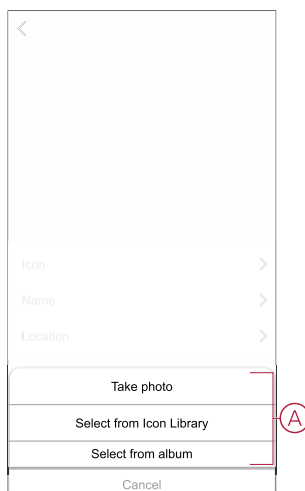 Icon
Name
Location
Take photo
Select from Icon Library
A
Select from album
Cancel